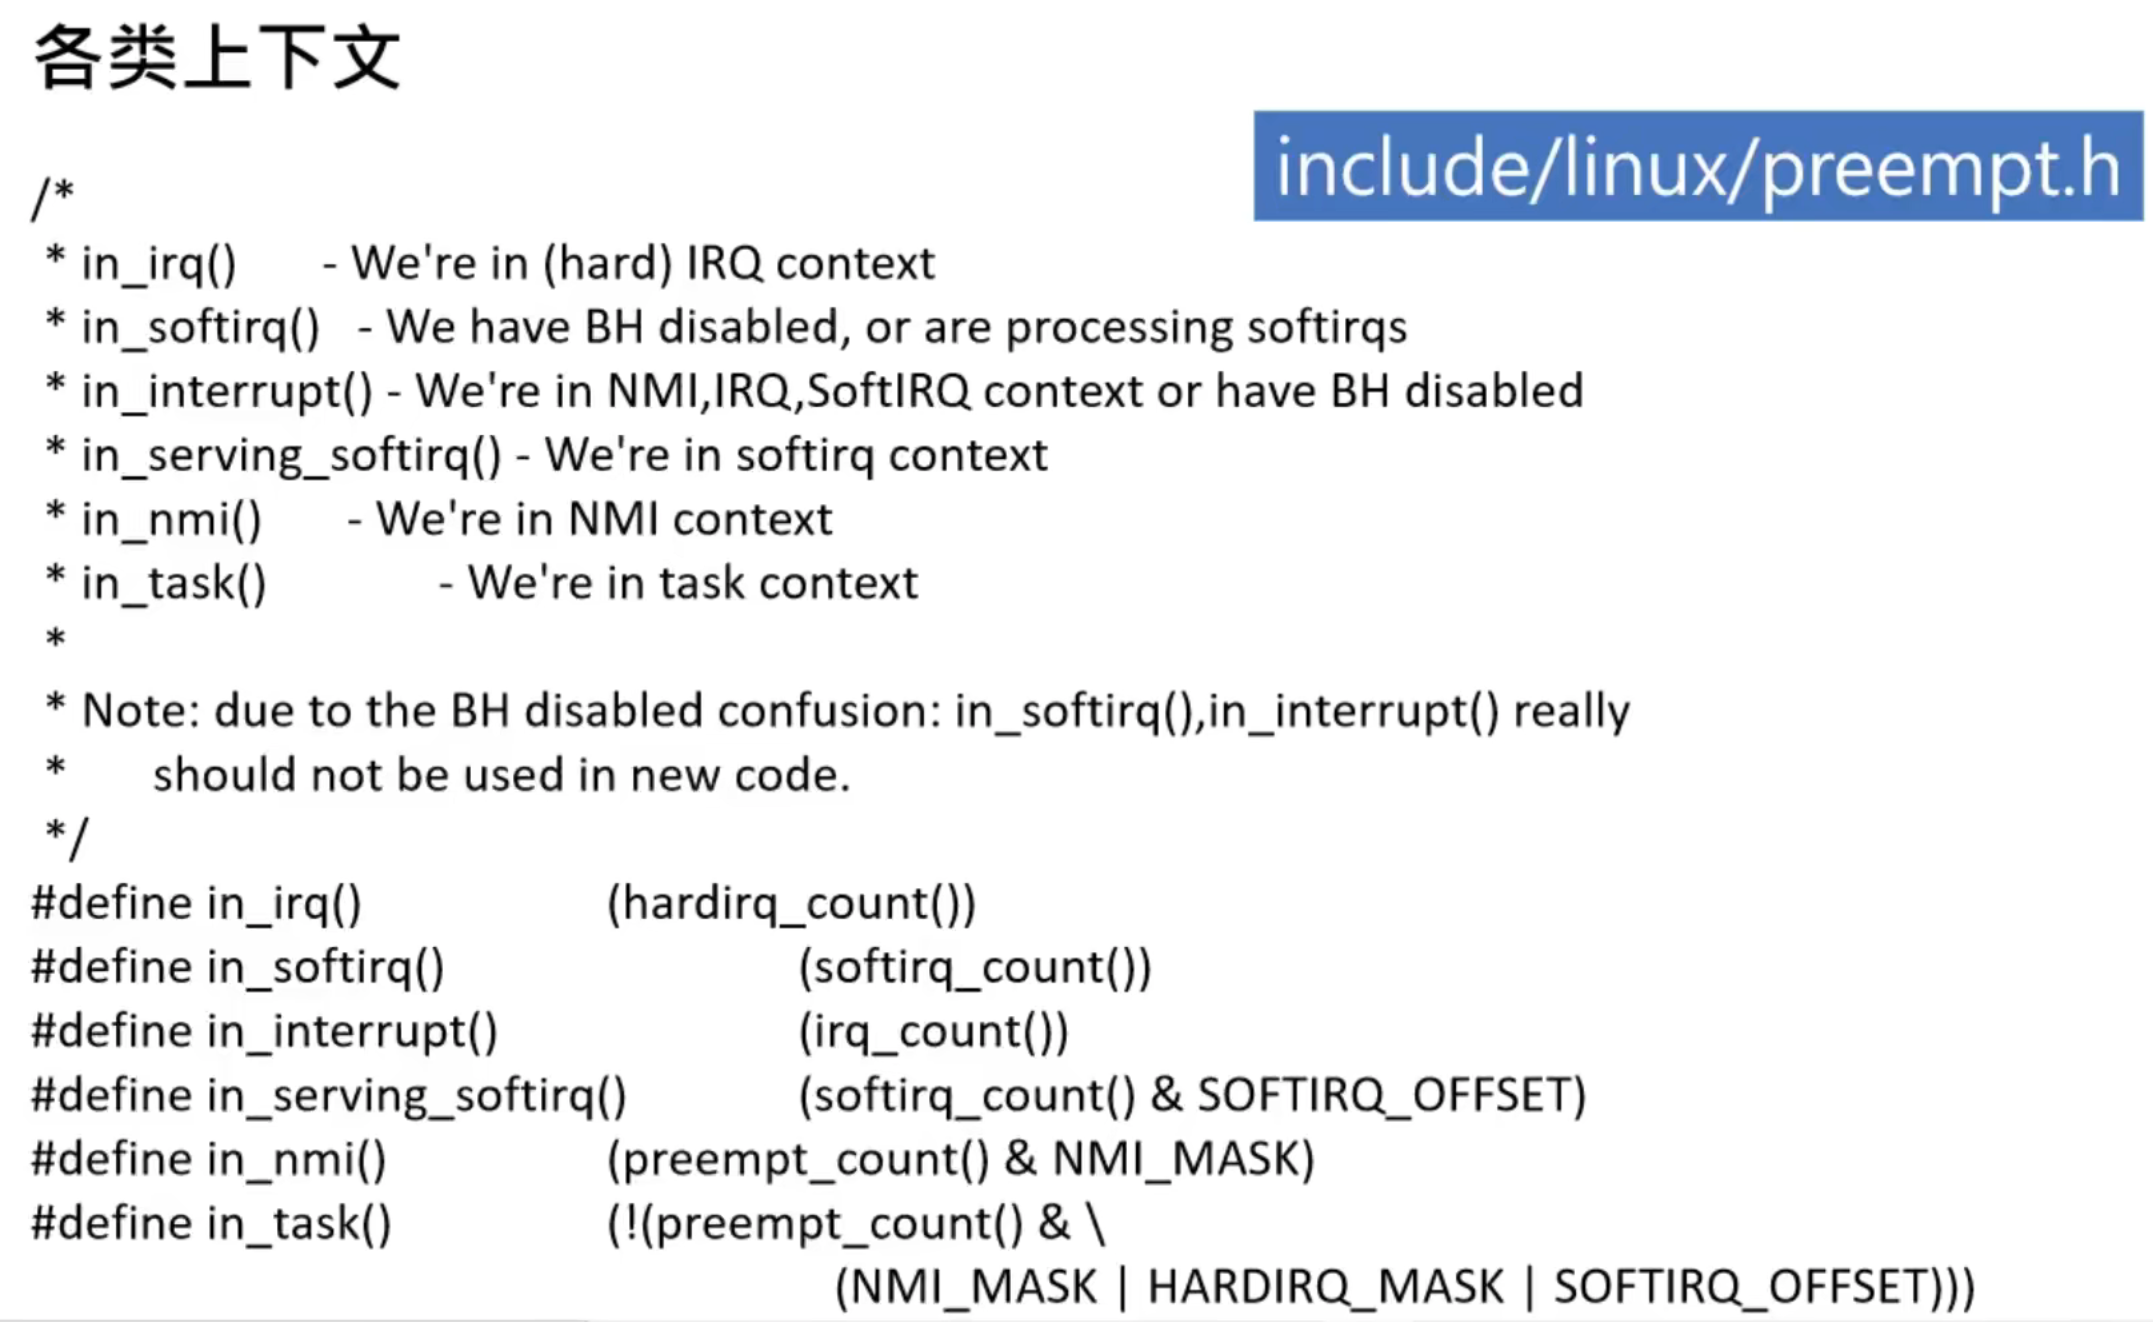 各类上下文
include/linux/preempt.h
/*
* in_irq() - We're in (hard) IRQ context
* in_softirq() - We have BH disabled, or are processing softirqs
* in_interrupt() - We're in NMI,IRQ,SoftIRQ context or have BH disabled
* in_serving_softirq() - We're in softirq context
* in_nmi() - We're in NMI context
* in_task() - We're in task context
*
* Note: due to the BH disabled confusion: in_softirq(),in_interrupt() really
* should not be used in new code.
*/
#define in_irq() (hardirq_count())
#define in_softirq() (softirq_count())
#define in_interrupt() (irq_count())
#define in_serving_softirq() (softirq_count() & SOFTIRQ_OFFSET)
#define in_nmi() (preempt_count() & NMI_MASK)
#define in_task() (!(preempt_count() & \
(NMI_MASK | HARDIRQ_MASK | SOFTIRQ_OFFSET)))